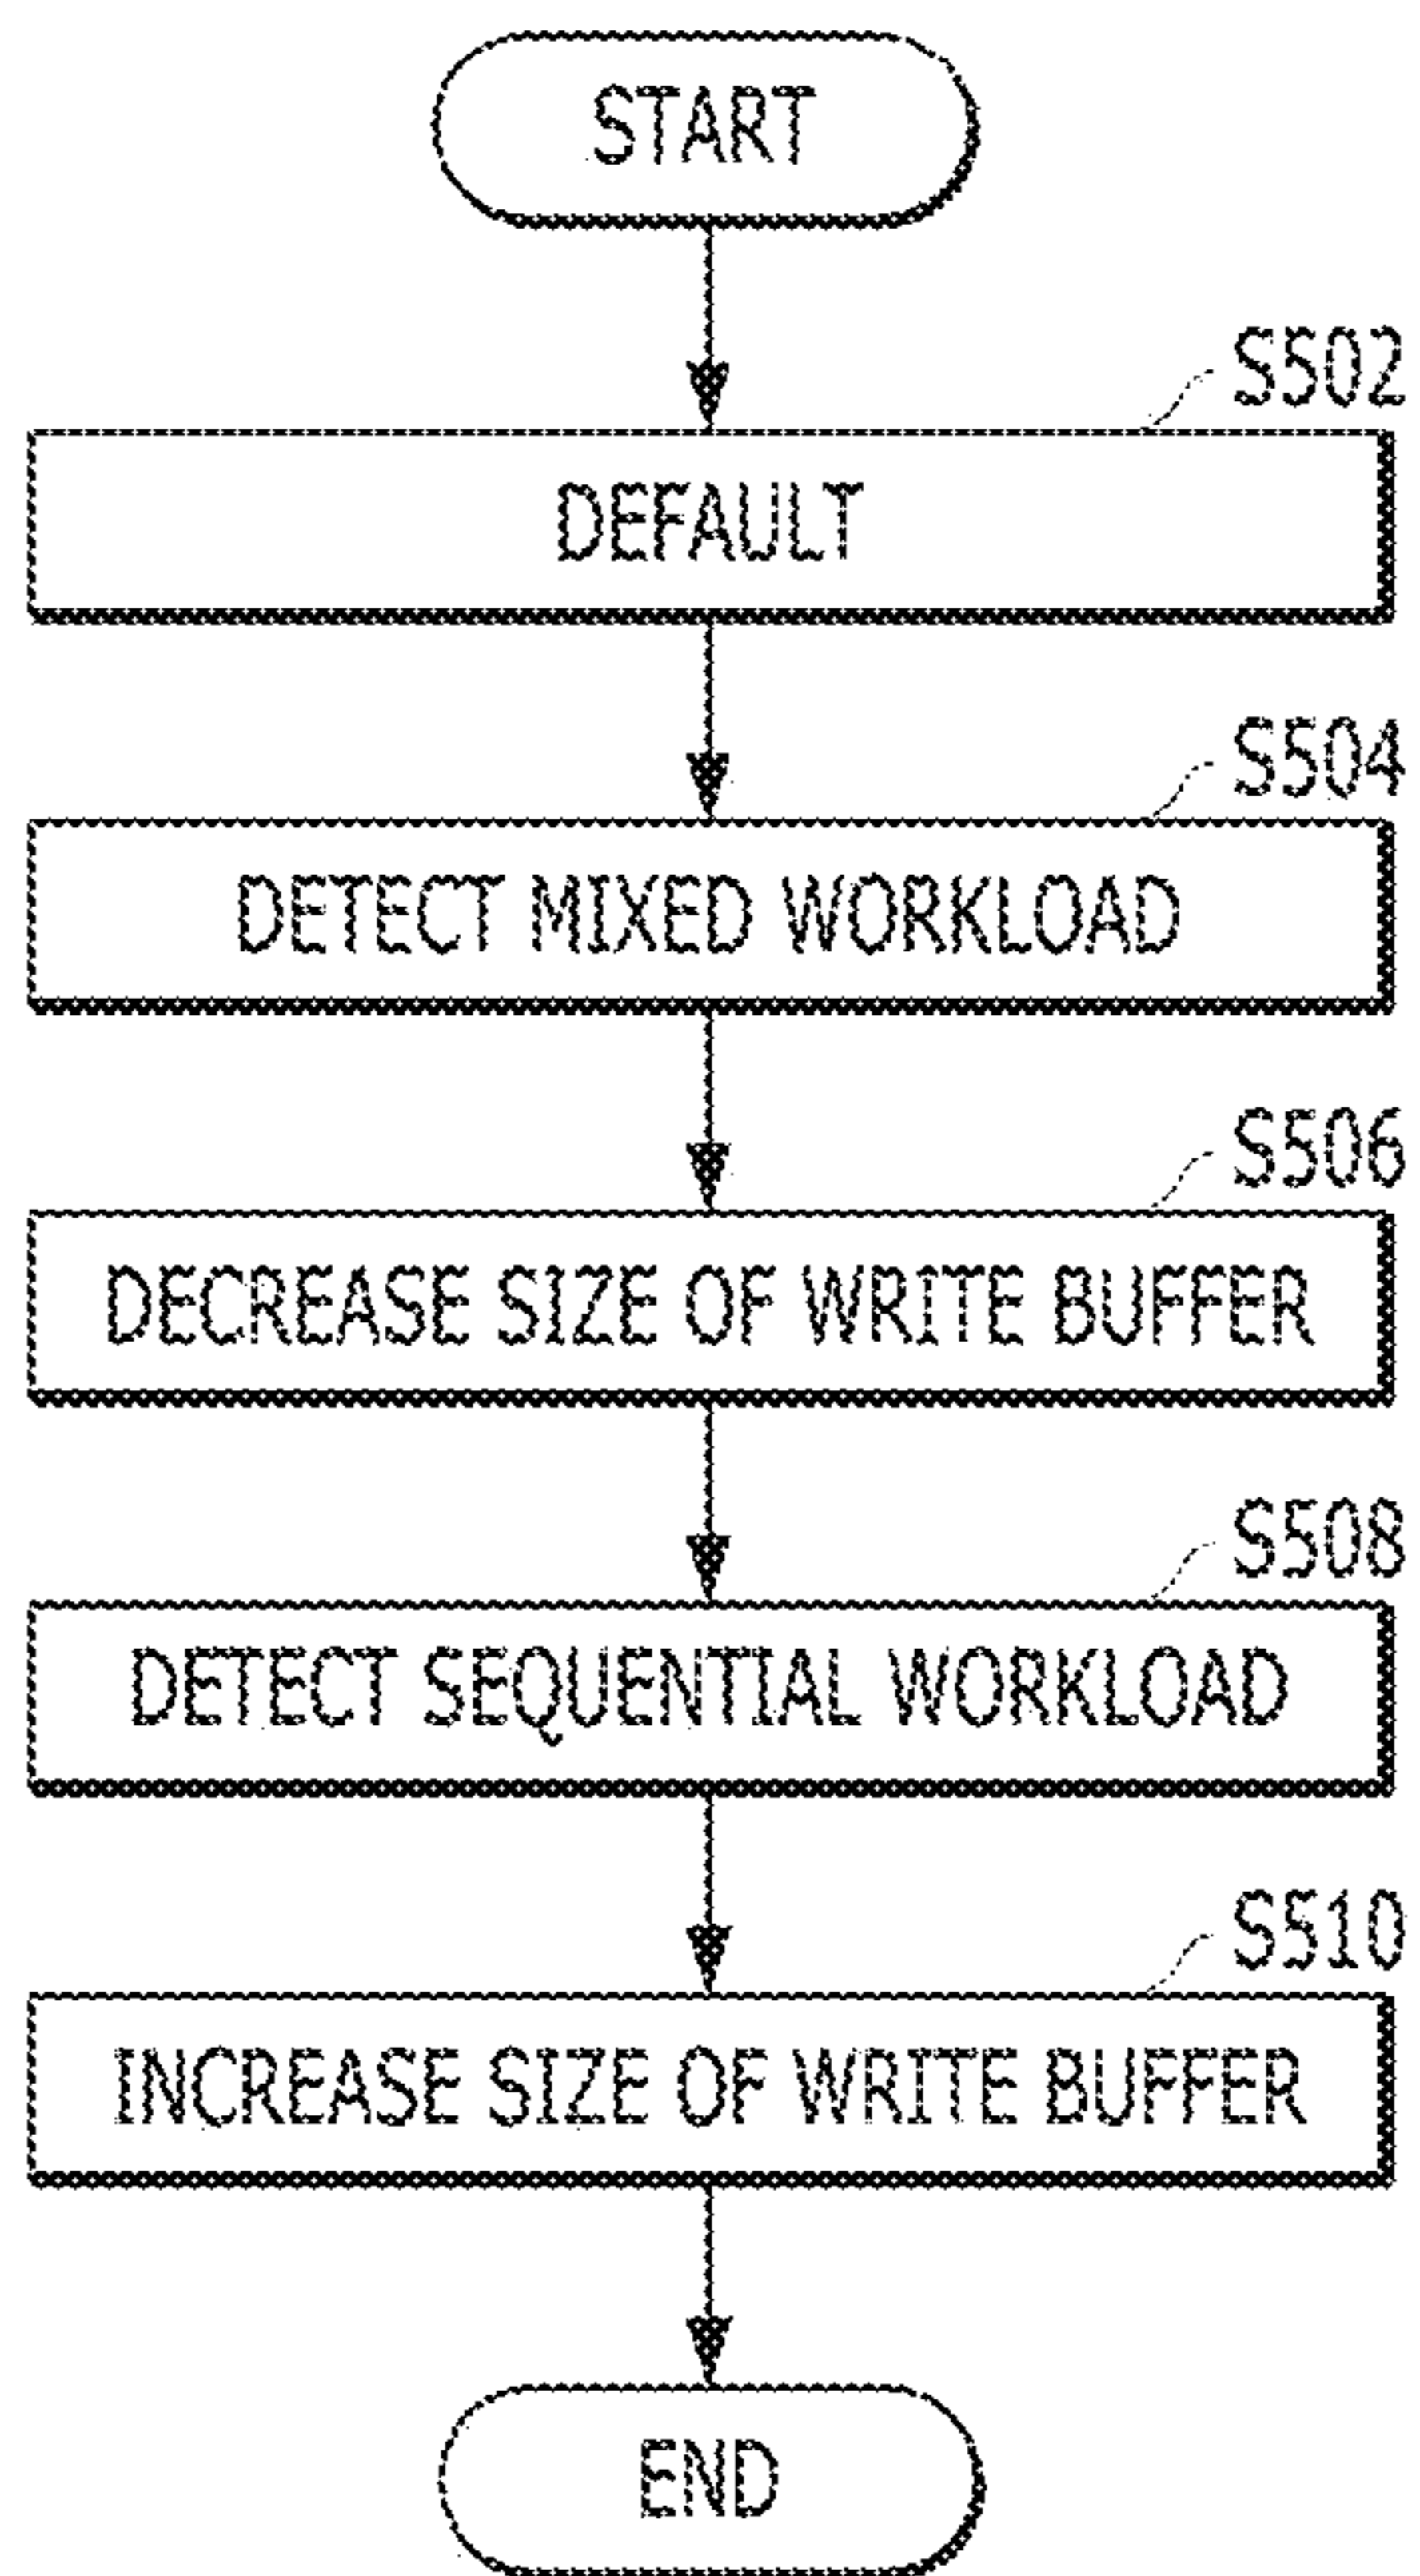 START
S502
DEFAULT
S504
DETECT MIXED WORKLOAD
S506
DECREASE SIZE OF WRITE BUFFER
S508
DETECT SEQUENTIAL WORKLOAD
S510
INCREASE SIZE OF WRITE BUFFER
END